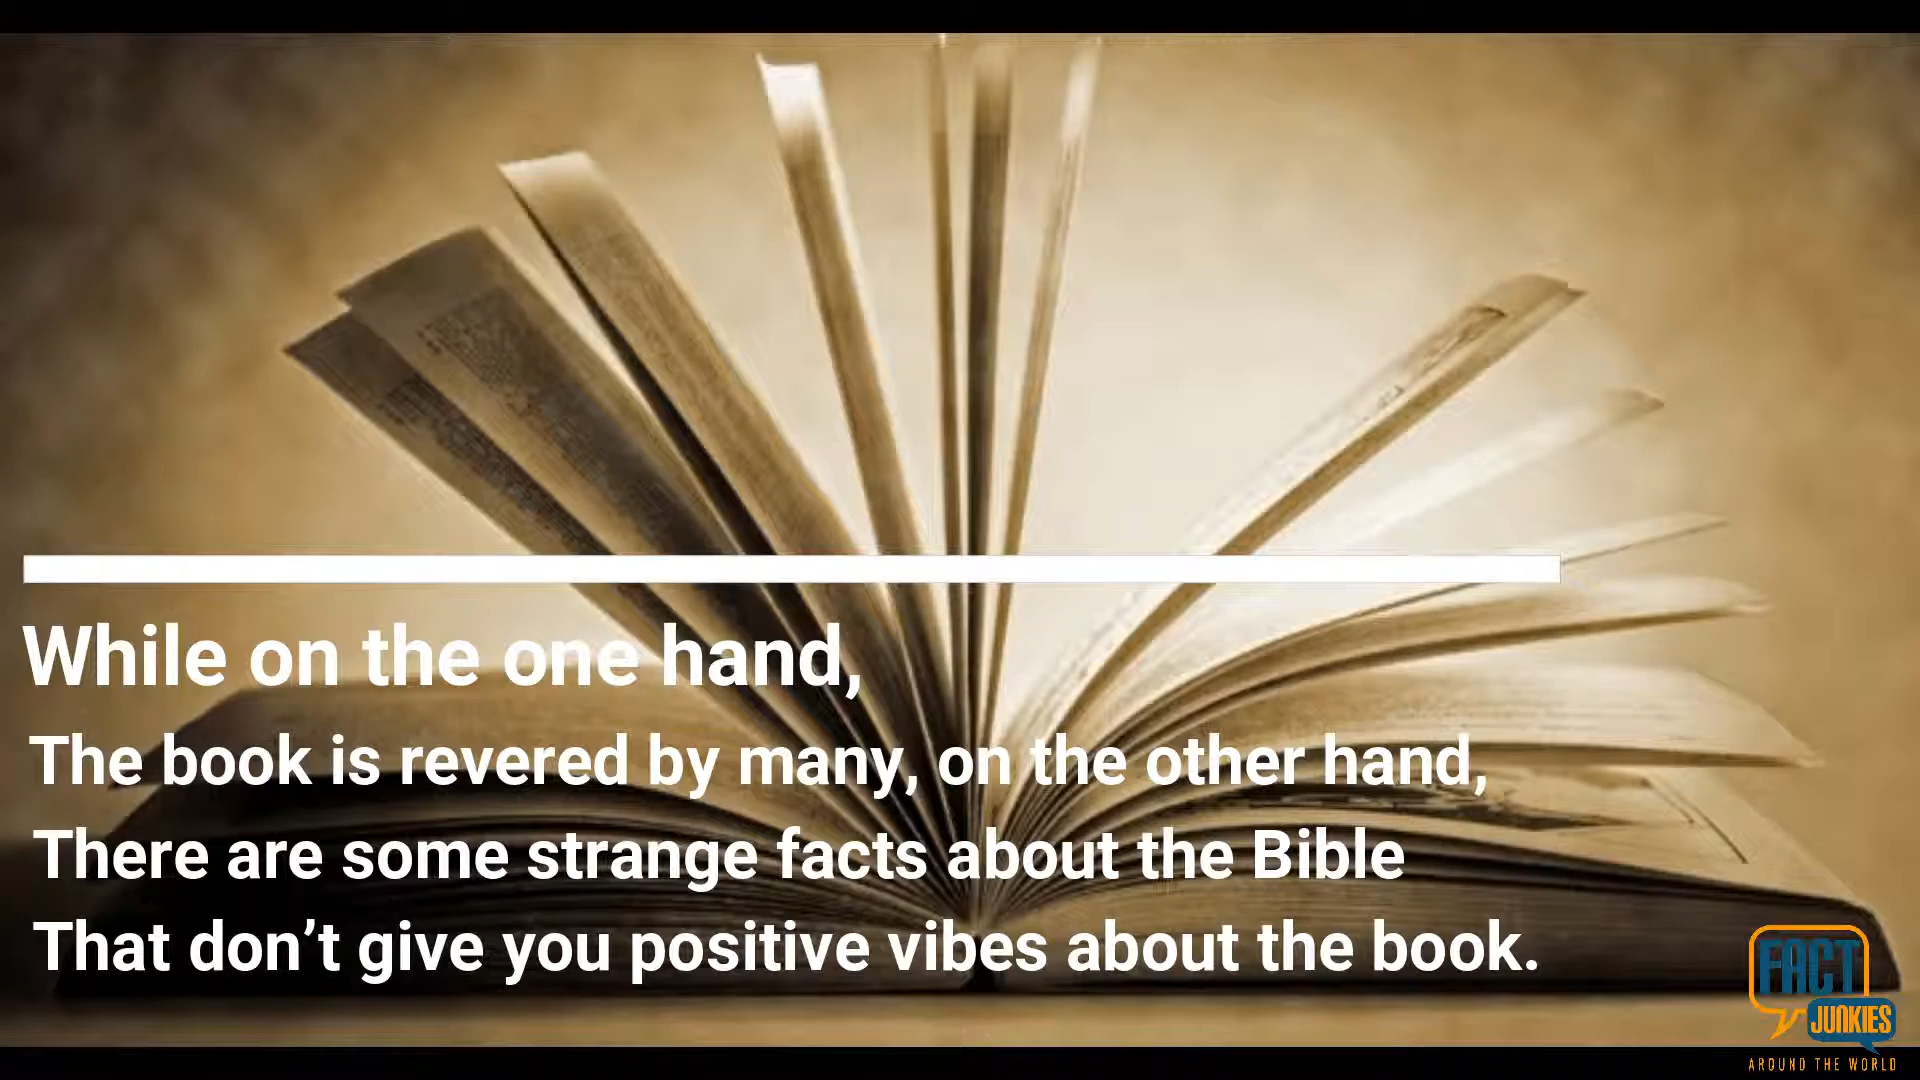 While on the one hand,
The book is revered by many, on the other hand,
There are some strange facts about the Bible
That don’t give you positive vibes about the book.
FACT
JUNKIES
AROUND THE WORLD